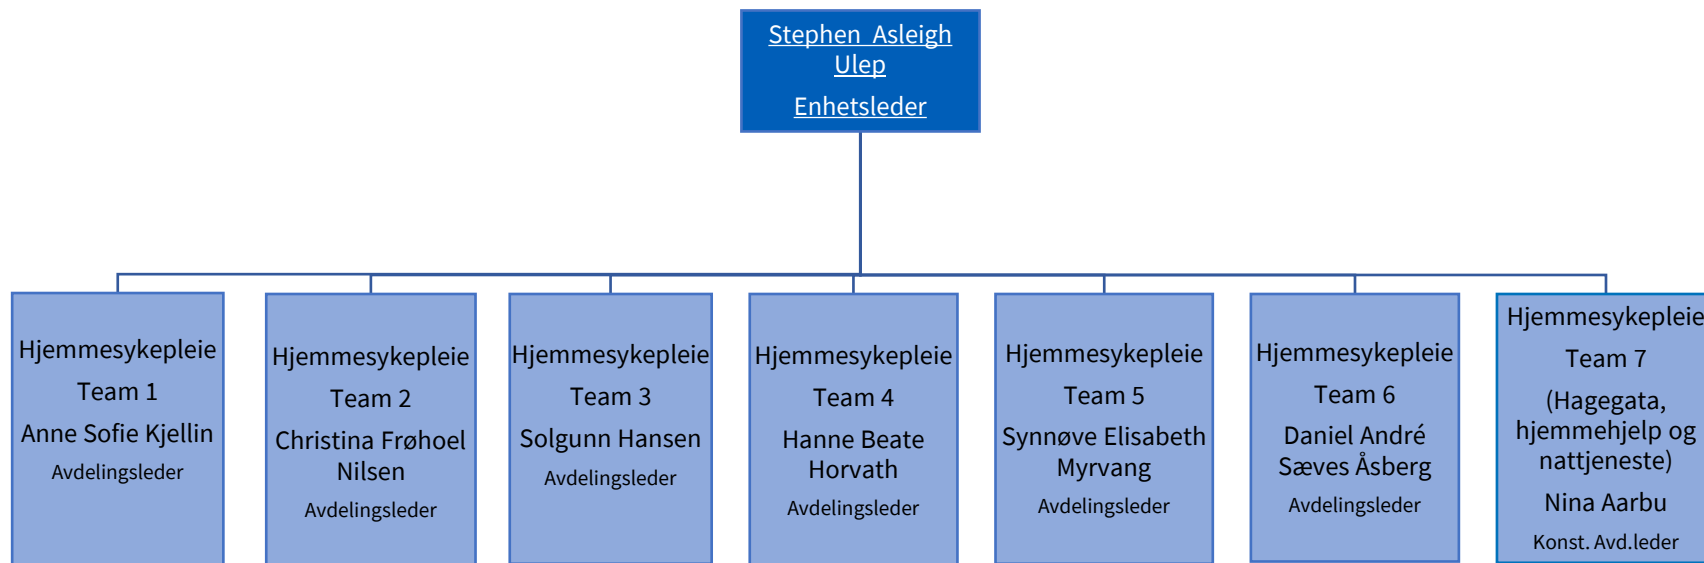 Stephen Asleigh
Ulep
Enhetsleder
Hjemmesykepleie
Team 1
Anne Sofie Kjellin
Avdelingsleder
Hjemmesykepleie
Team 2
Christina Frøhoel
Nilsen
Avdelingsleder
Hjemmesykepleie
Team 3
Solgunn Hansen
Avdelingsleder
Hjemmesykepleie
Team 4
Hanne Beate
Horvath
Avdelingsleder
Hjemmesykepleie
Team 5
Synnøve Elisabeth
Myrvang
Avdelingsleder
Hjemmesykepleie
Team 6
Daniel André
Sæves Åsberg
Avdelingsleder
Hjemmesykepleie
Team 7
(Hagegata,
hjemmehjelp og
nattjeneste)
Nina Aarbu
Konst. Avd.leder